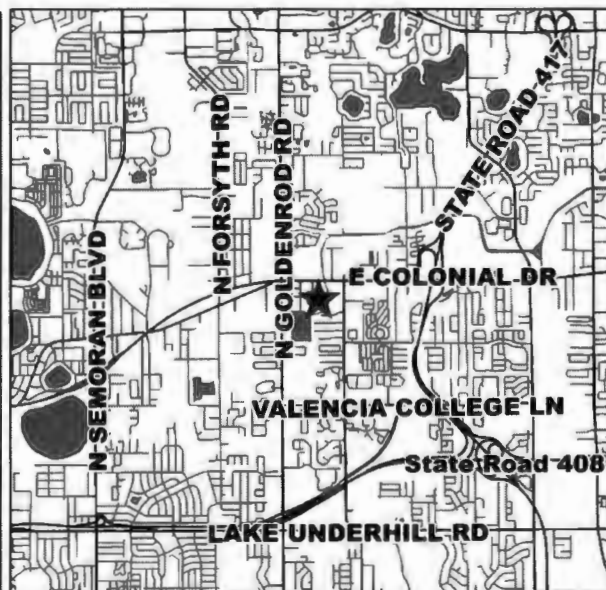 STATE ROAD 417
N FORSYTH RD
N GOLDENROD RD
N SEMORAN BLVD
E COLONIAL DR
VALENCIA COLLEGE LN
State Road 408
LAKE UNDERHILL RD